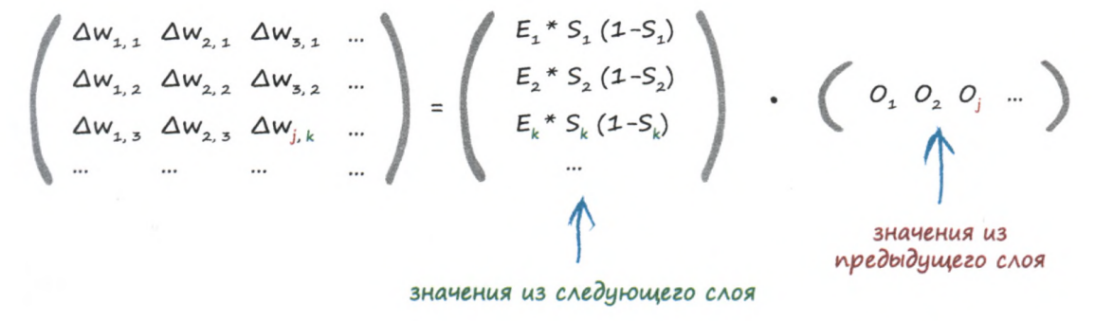 Δw1,1 Δw2,1 Δw3,1 ... E1 * S1 (1-S1)
Δw1,2 Δw2,2 Δw3,2 ... = E2 * S2 (1-S2) · O1 O2 Oj ...
Δw1,3 Δw2,3 Δwj,k ... Ek * Sk (1-Sk)
... ... ... ... ...
значения из
предыдущего слоя
значения из следующего слоя